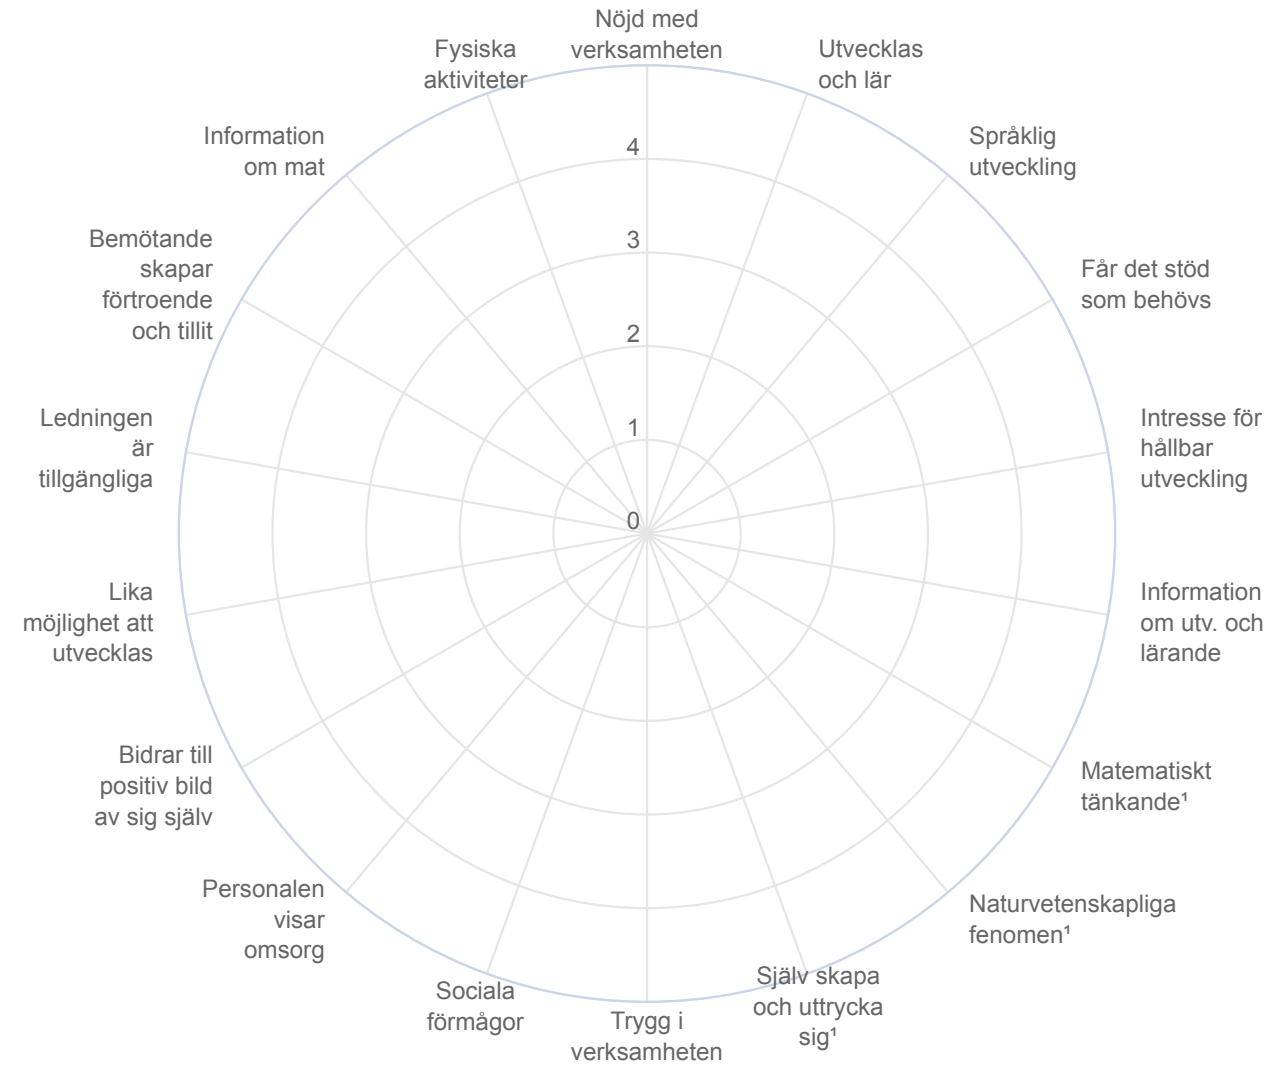 Nöjd med
verksamheten
Utvecklas
och lär
Språklig
utveckling
Får det stöd
som behövs
Intresse för
hållbar
utveckling
Information
om utv. och
lärande
Matematiskt
tänkande¹
Naturvetenskapliga
fenomen¹
Själv skapa
och uttrycka
sig¹
Trygg i
verksamheten
Sociala
förmågor
Personalen
visar
omsorg
Bidrar till
positiv bild
av sig själv
Lika
möjlighet att
utvecklas
Ledningen
är
tillgängliga
Bemötande
skapar
förtroende
och tillit
Information
om mat
Fysiska
aktiviteter
4
3
2
1
0